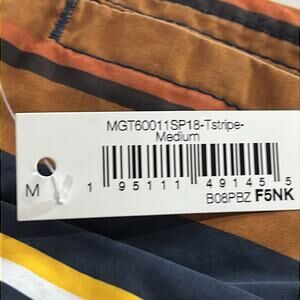 MGT60011SP18-Tstripe-
Medium
M
1 95111 49145 5
B08PBZ F5NK